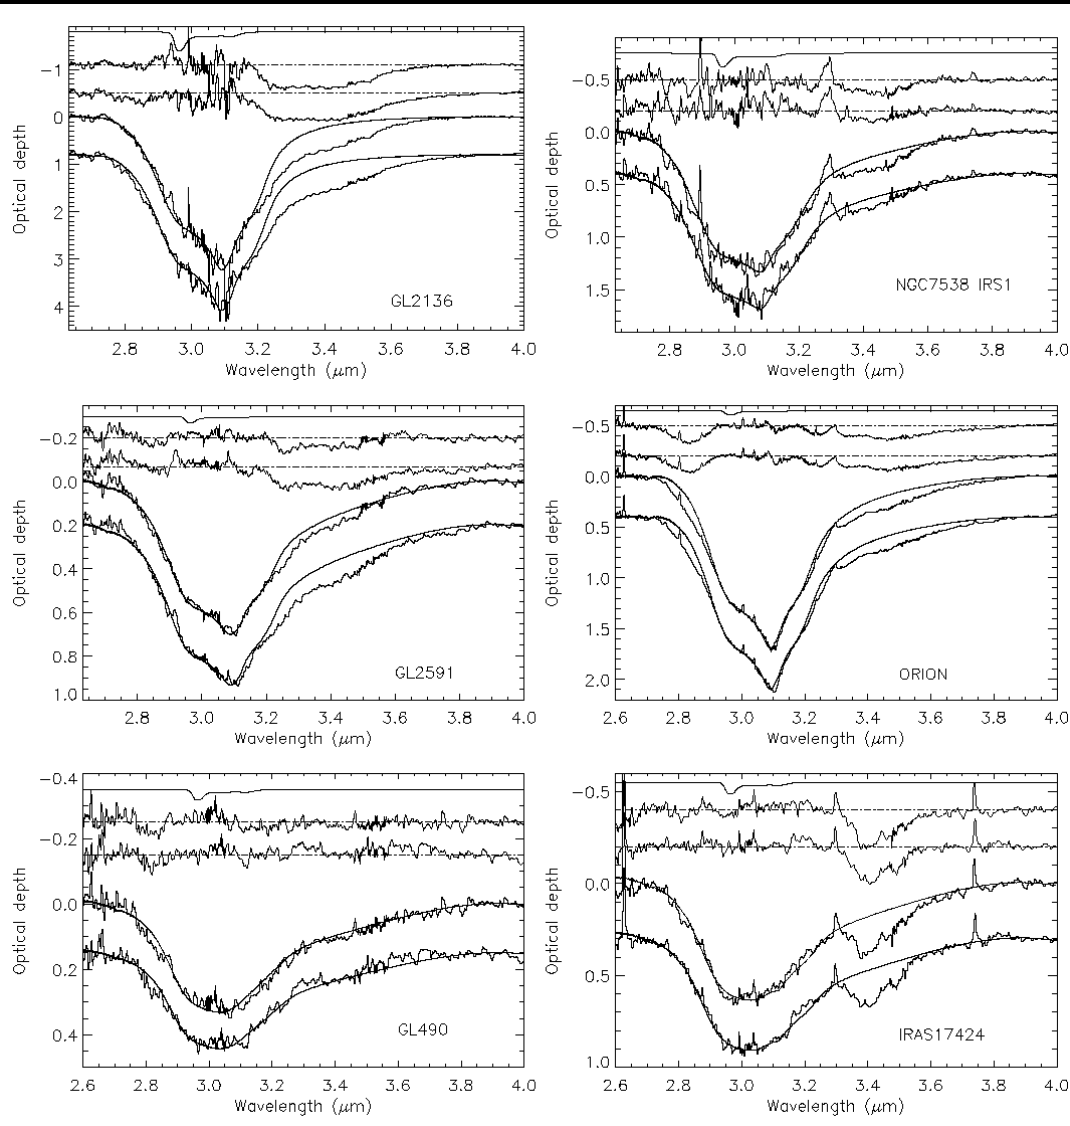 −1
0
1
2
3
4
Optical depth
GL2136
2.8 3.0 3.2 3.4 3.6 3.8 4.0
Wavelength (μm)
−0.5
0.0
0.5
1.0
1.5
Optical depth
NGC7538 IRS1
2.8 3.0 3.2 3.4 3.6 3.8 4.0
Wavelength (μm)
−0.2
0.0
0.2
0.4
0.6
0.8
1.0
Optical depth
GL2591
2.8 3.0 3.2 3.4 3.6 3.8 4.0
Wavelength (μm)
−0.5
0.0
0.5
1.0
1.5
2.0
Optical depth
ORION
2.6 2.8 3.0 3.2 3.4 3.6 3.8 4.0
Wavelength (μm)
−0.4
−0.2
0.0
0.2
0.4
Optical depth
GL490
2.6 2.8 3.0 3.2 3.4 3.6 3.8 4.0
Wavelength (μm)
−0.5
0.0
0.5
1.0
Optical depth
IRAS17424
2.6 2.8 3.0 3.2 3.4 3.6 3.8 4.0
Wavelength (μm)